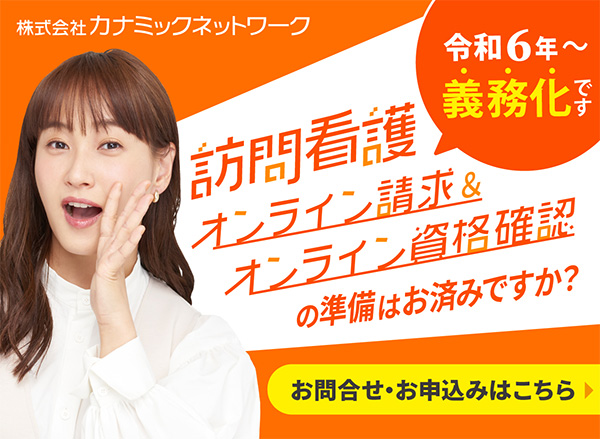 株式会社 カナミックネットワーク
令和6年～
義務化です
訪問看護
オンライン請求&
オンライン資格確認
の準備はお済みですか?
お問合せ・お申込みはこちら